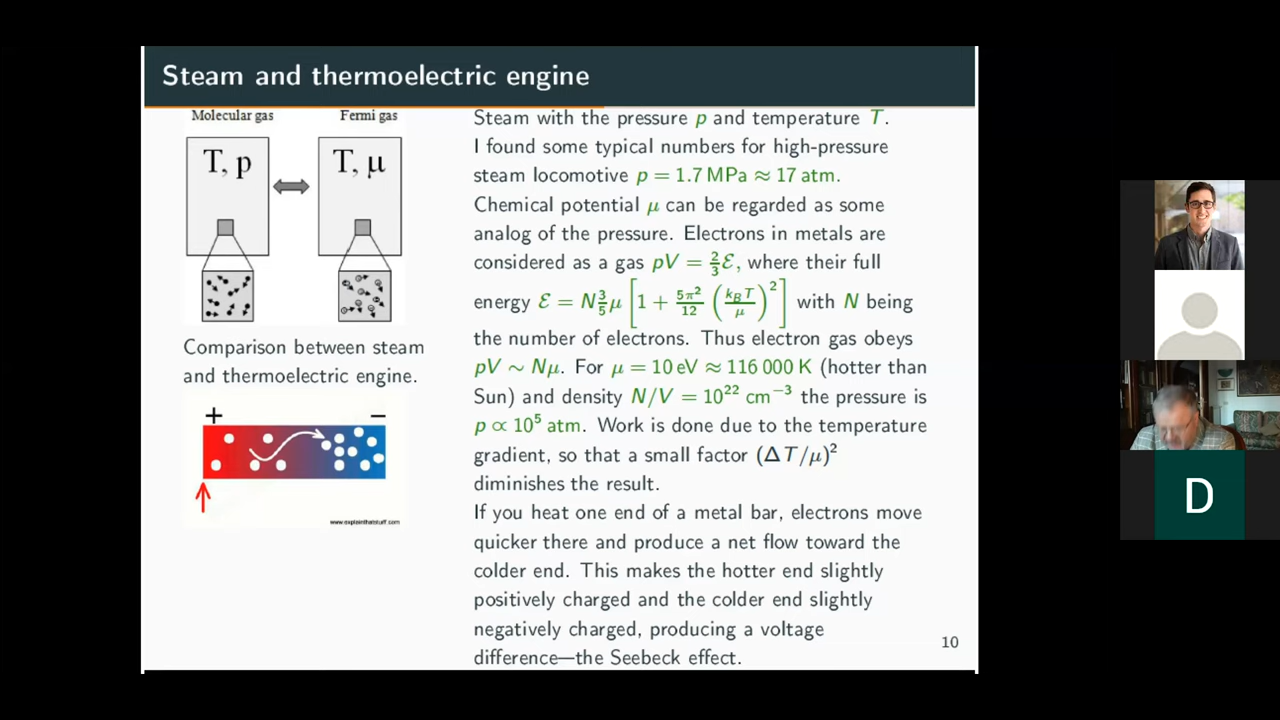 Steam and thermoelectric engine
Molecular gas
Fermi gas
T, p
T, μ
Comparison between steam
and thermoelectric engine.
+
−
www.explainthatstuff.com
Steam with the pressure p and temperature T.
I found some typical numbers for high-pressure
steam locomotive p = 1.7 MPa ≈ 17 atm.
Chemical potential μ can be regarded as some
analog of the pressure. Electrons in metals are
considered as a gas pV = 2/3 ℰ, where their full
energy ℰ = N 3/5 μ [1 + 5π²/12 (k_B T/μ)²] with N being
the number of electrons. Thus electron gas obeys
pV ∼ Nμ. For μ = 10 eV ≈ 116 000 K (hotter than
Sun) and density N/V = 10²² cm⁻³ the pressure is
p ∝ 10⁵ atm. Work is done due to the temperature
gradient, so that a small factor (ΔT/μ)²
diminishes the result.
If you heat one end of a metal bar, electrons move
quicker there and produce a net flow toward the
colder end. This makes the hotter end slightly
positively charged and the colder end slightly
negatively charged, producing a voltage
difference—the Seebeck effect.
10
D